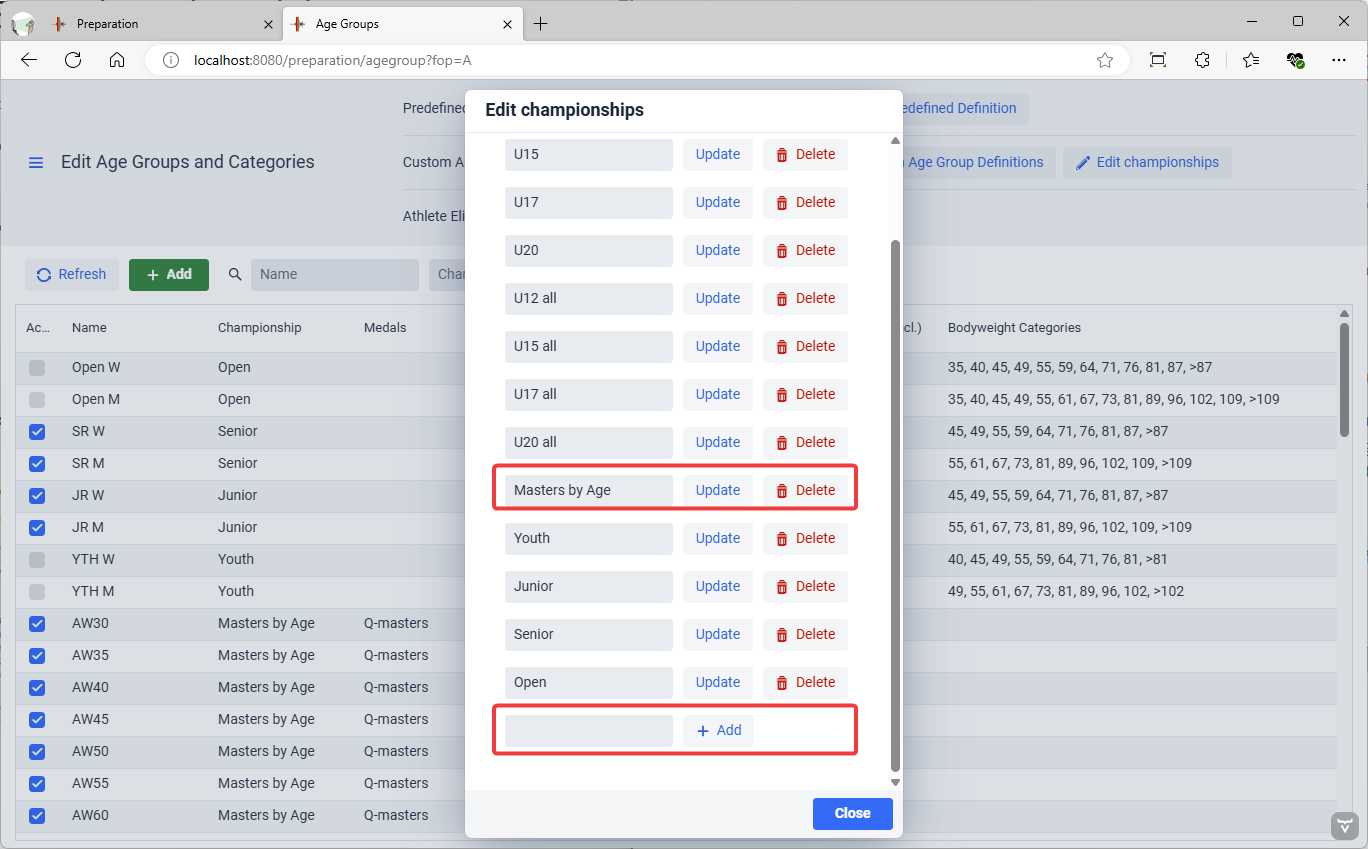 Preparation
Age Groups
localhost:8080/preparation/agegroup?fop=A
Edit Age Groups and Categories
Predefined
edefined Definition
Custom A
Age Group Definitions
Edit championships
Athlete Eli
Refresh
+ Add
Name
Char
Ac... Name Championship Medals cl.) Bodyweight Categories
Open W Open 35, 40, 45, 49, 55, 59, 64, 71, 76, 81, 87, >87
Open M Open 35, 40, 45, 49, 55, 61, 67, 73, 81, 89, 96, 102, 109, >109
SR W Senior 45, 49, 55, 59, 64, 71, 76, 81, 87, >87
SR M Senior 55, 61, 67, 73, 81, 89, 96, 102, 109, >109
JR W Junior 45, 49, 55, 59, 64, 71, 76, 81, 87, >87
JR M Junior 55, 61, 67, 73, 81, 89, 96, 102, 109, >109
YTH W Youth 40, 45, 49, 55, 59, 64, 71, 76, 81, >81
YTH M Youth 49, 55, 61, 67, 73, 81, 89, 96, 102, >102
AW30 Masters by Age Q-masters
AW35 Masters by Age Q-masters
AW40 Masters by Age Q-masters
AW45 Masters by Age Q-masters
AW50 Masters by Age Q-masters
AW55 Masters by Age Q-masters
AW60 Masters by Age Q-masters
Edit championships
U15 Update Delete
U17 Update Delete
U20 Update Delete
U12 all Update Delete
U15 all Update Delete
U17 all Update Delete
U20 all Update Delete
Masters by Age Update Delete
Youth Update Delete
Junior Update Delete
Senior Update Delete
Open Update Delete
+ Add
Close